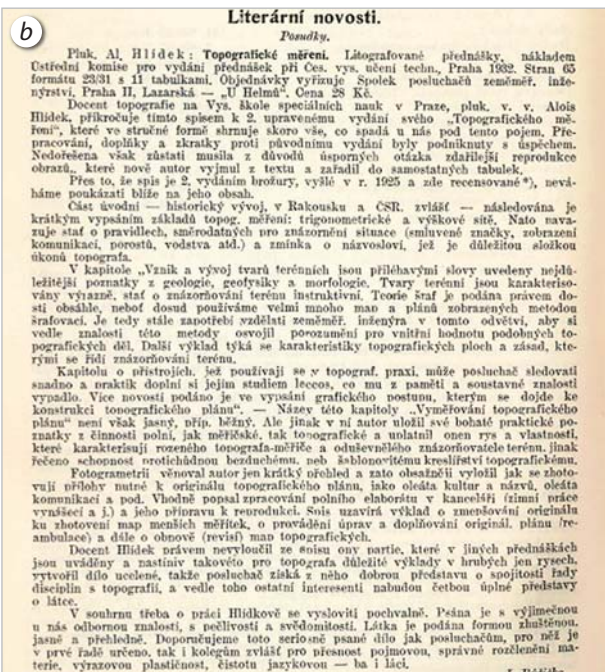 Literární novosti.
b
Posudky.
Pluk. Al. Hlídek: Topografické měření. Litografované přednášky, nákladem
Ústřední komise pro vydání přednášek při Čes. vys. učení techn., Praha 1932. Stran 65
formátu 23/31 s 11 tabulkami. Objednávky vyřizuje Spolek posluchačů zeměměř. inže-
nýrství, Praha II, Lazarská — „U Helmů". Cena 28 Kč.
Docent topografie na Vys. škole speciálních nauk v Praze, pluk. v. v. Alois
Hlídek, přikročuje tímto spisem k 2. upravenému vydání svého „Topografického mě-
ření", které ve stručné formě shrnuje skoro vše, co spadá u nás pod tento pojem. Pře-
pracování, doplňky a zkratky proti původnímu vydání byly podniknuty s úspěchem.
Nedořešena však zůstati musila z důvodů úsporných otázka zdařilejší reprodukce
obrazů, které nové autor vyjmul z textu a zařadil do samostatných tabulek.
Přes to, že spis je 2. vydáním brožury, vyšlé v r. 1925 a zde recensované*), nevá-
háme poukázati blíže na jeho obsah.
Část úvodní — historický vývoj, v Rakousku a ČSR. zvlášť — následována je
krátkým vypsáním základů topog. měření: trigonometrické a výškové sítě. Nato nava-
zuje stať o pravidlech, směrodatných pro znázornění situace (smluvené značky, zobrazení
komunikací, porostů, vodstva atd.) a zmínka o názvosloví, jež je důležitou složkou
úkonů topografa.
V kapitole „Vznik a vývoj tvarů terénních jsou přiléhavými slovy uvedeny nejdů-
ležitější poznatky z geologie, geofysiky a morfologie. Tvary terénní jsou karakteriso-
vány výrazně, stať o znázorňování terénu instruktivní. Teorie šraf je podána právem do-
sti obsáhle, neboť dosud používáme velmi mnoho map a plánů zobrazených metodou
šrafovací. Je tedy stále zapotřebí vzdělati zeměměř. inženýra v tomto odvětví, aby si
vedle znalosti této metody osvojil porozumění pro vnitřní hodnotu podobných to-
pografických děl. Další výklad týká se karakteristiky topografických ploch a zásad, kte-
rými se řídí znázorňování terénu.
Kapitolu o přístrojích, jež používají se v topograf. praxi, může posluchač sledovati
snadno a praktik doplní si jejím studiem leccos, co mu z paměti a soustavné znalosti
vypadlo. Více novostí podáno je ve vypsání grafického postupu, kterým se dojde ke
konstrukci topografického plánu". — Název této kapitoly „Vyměřování topografického
plánu" není však jasný, příp. běžný. Ale jinak v ní autor uložil své bohaté praktické po-
znatky z činnosti polní, jak měřičské, tak topografické a uplatnil onen rys a vlastnosti,
které karakterisují rozeného topografa-měřiče a oduševnělého znázorňovatele terénu, jinak
řečeno schopnost protichůdnou bezduchému, neb šablonovitému kreslířství topografickému.
Fotogrametrii věnoval autor jen krátký přehled a zato obsažněji vyložil jak se zhoto-
vují přílohy nutné k originálu topografického plánu, jako oleáta kultur a názvů, oleáta
komunikací a pod. Vhodně popsal zpracování polního elaborátu v kanceláři (zimní práce
vynášecí a j.) a jeho přípravu k reprodukci. Spis uzavírá výklad o zmenšování originálu
ku zhotovení map menších měřítek, o provádění úprav a doplňování originál. plánu /re-
ambulace) a dále o obnově (revisi) map topografických.
Docent Hlídek právem nevyloučil ze spisu ony partie, které v jiných přednáškách
jsou uváděny a nastíniv takovéto pro topografa důležité výklady v hrubých jen rysech,
vytvořil dílo ucelené, takže posluchač získá z něho dobrou představu o spojitosti řady
disciplin s topografií, a vedle toho ostatní interesenti nabudou četbou úplné představy
o látce.
V souhrnu třeba o práci Hlídkově se vysloviti pochvalně. Psána je s výjimečnou
u nás odbornou znalostí, s pečlivostí a svědomitostí. Látka je podána formou zhuštěnou,
jasně a přehledně. Doporučujeme toto seriosně psané dílo jak posluchačům, pro něž je
v prvé řadě určeno, tak i kolegům zvlášť pro přesnost pojmovou, správné rozčlenění ma-
terie, výrazovou plastičnost, čistotu jazykovou — ba i láci.